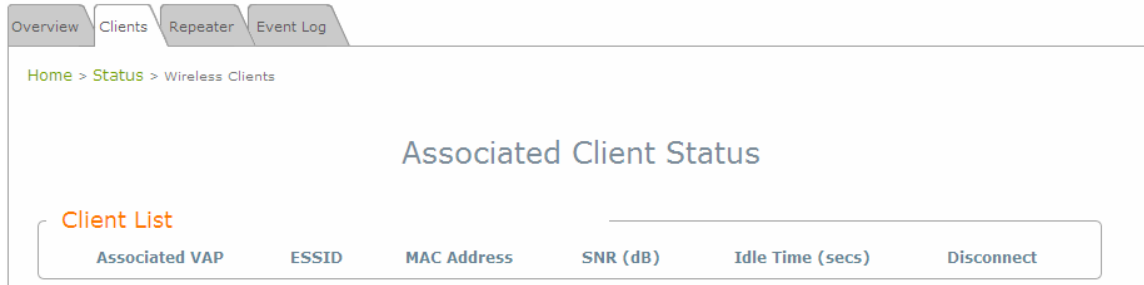 Overview Clients Repeater Event Log
Home > Status > Wireless Clients
Associated Client Status
Client List
Associated VAP ESSID MAC Address SNR (dB) Idle Time (secs) Disconnect